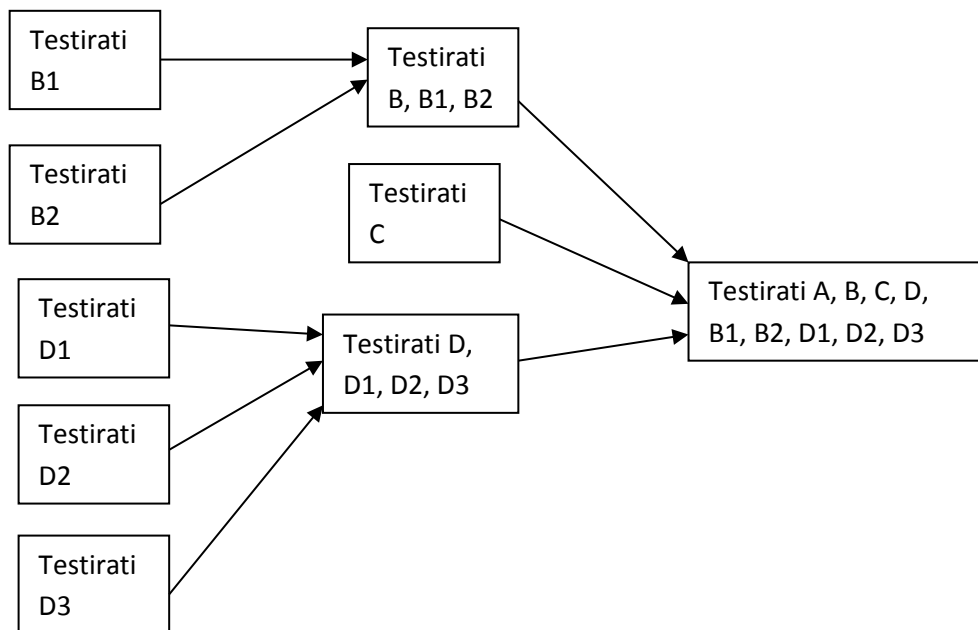 Testirati
B1
Testirati
B2
Testirati
B, B1, B2
Testirati
C
Testirati
D1
Testirati
D2
Testirati
D3
Testirati D,
D1, D2, D3
Testirati A, B, C, D,
B1, B2, D1, D2, D3